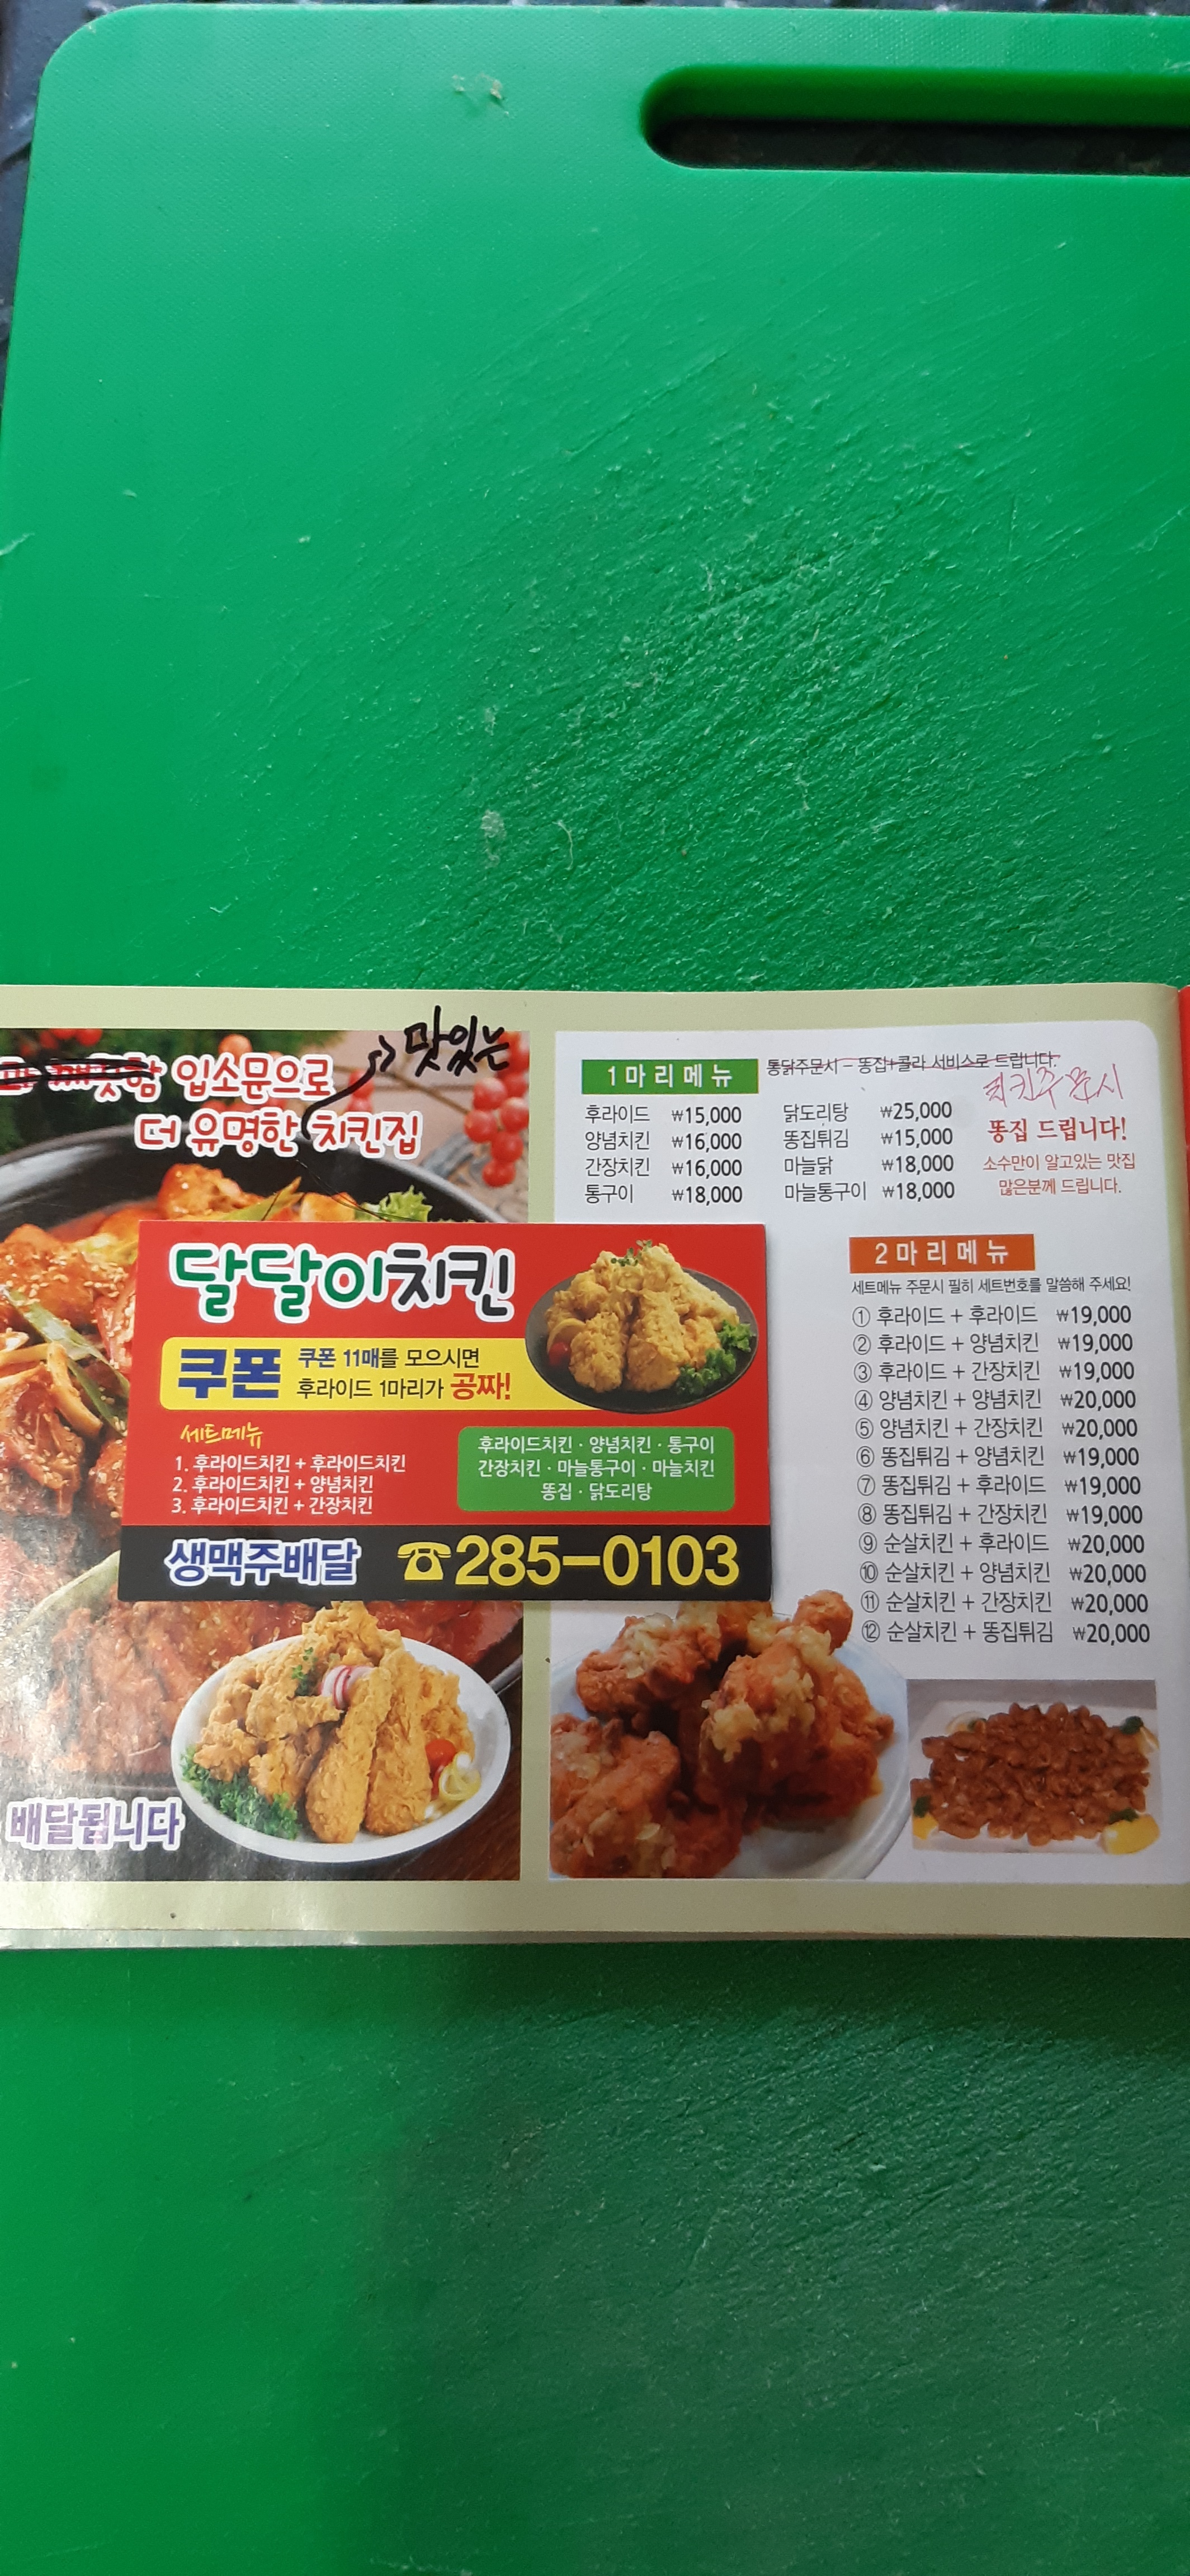 깨끗함 입소문으로
맛있는
더 유명한 치킨집
배달됩니다
달달이치킨
쿠폰
쿠폰 11매를 모으시면
후라이드 1마리가 공짜!
세트메뉴
1. 후라이드치킨 + 후라이드치킨
2. 후라이드치킨 + 양념치킨
3. 후라이드치킨 + 간장치킨
후라이드치킨 · 양념치킨 · 통구이
간장치킨 · 마늘통구이 · 마늘치킨
똥집 · 닭도리탕
생맥주배달 ☎285-0103
1마리메뉴
통닭주문시 - 똥집+콜라 서비스로 드립니다.
치킨주문시
똥집 드립니다!
소수만이 알고있는 맛집
많은분께 드립니다.
후라이드 ₩15,000
양념치킨 ₩16,000
간장치킨 ₩16,000
통구이 ₩18,000
닭도리탕 ₩25,000
똥집튀김 ₩15,000
마늘닭 ₩18,000
마늘통구이 ₩18,000
2마리메뉴
세트메뉴 주문시 필히 세트번호를 말씀해 주세요!
① 후라이드 + 후라이드 ₩19,000
② 후라이드 + 양념치킨 ₩19,000
③ 후라이드 + 간장치킨 ₩19,000
④ 양념치킨 + 양념치킨 ₩20,000
⑤ 양념치킨 + 간장치킨 ₩20,000
⑥ 똥집튀김 + 양념치킨 ₩19,000
⑦ 똥집튀김 + 후라이드 ₩19,000
⑧ 똥집튀김 + 간장치킨 ₩19,000
⑨ 순살치킨 + 후라이드 ₩20,000
⑩ 순살치킨 + 양념치킨 ₩20,000
⑪ 순살치킨 + 간장치킨 ₩20,000
⑫ 순살치킨 + 똥집튀김 ₩20,000